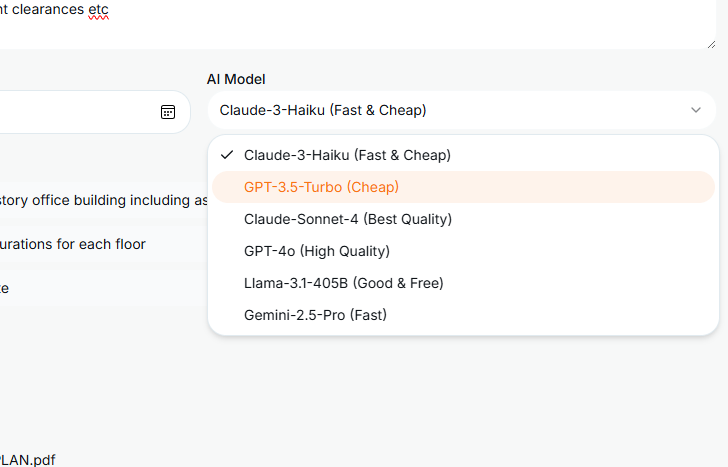 nt clearances etc
AI Model
Claude-3-Haiku (Fast & Cheap)
Claude-3-Haiku (Fast & Cheap)
GPT-3.5-Turbo (Cheap)
story office building including as
Claude-Sonnet-4 (Best Quality)
urations for each floor
GPT-4o (High Quality)
te
Llama-3.1-405B (Good & Free)
Gemini-2.5-Pro (Fast)
PLAN.pdf